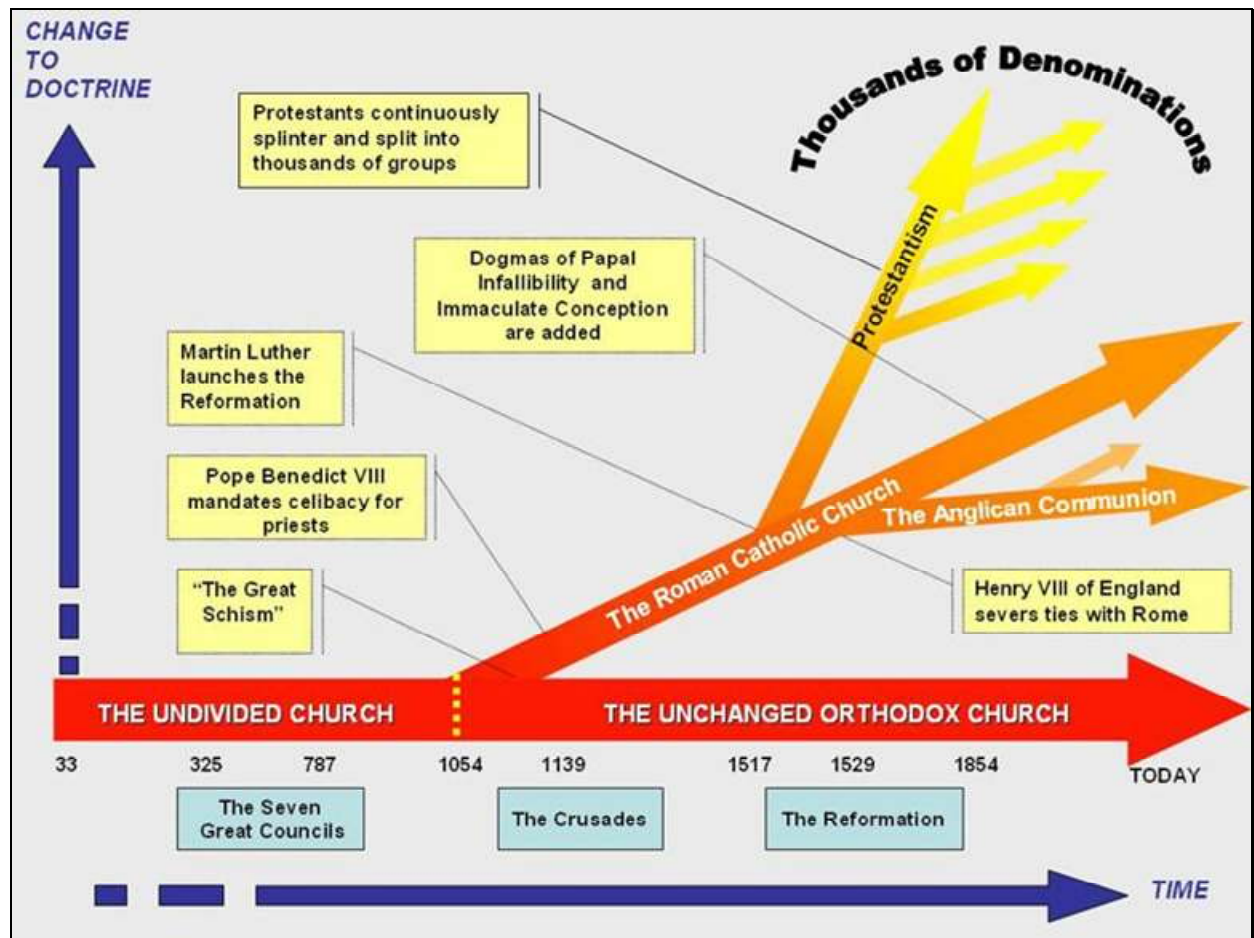 CHANGE
TO
DOCTRINE
Thousands of Denominations
Protestants continuously
splinter and split into
thousands of groups
Protestantism
Dogmas of Papal
Infallibility and
Immaculate Conception
are added
Martin Luther
launches the
Reformation
Pope Benedict VIII
mandates celibacy for
priests
The Roman Catholic Church
The Anglican Communion
"The Great
Schism"
Henry VIII of England
severs ties with Rome
THE UNDIVIDED CHURCH
THE UNCHANGED ORTHODOX CHURCH
33 325 787 1054 1139 1517 1529 1854 TODAY
The Seven
Great Councils
The Crusades
The Reformation
TIME